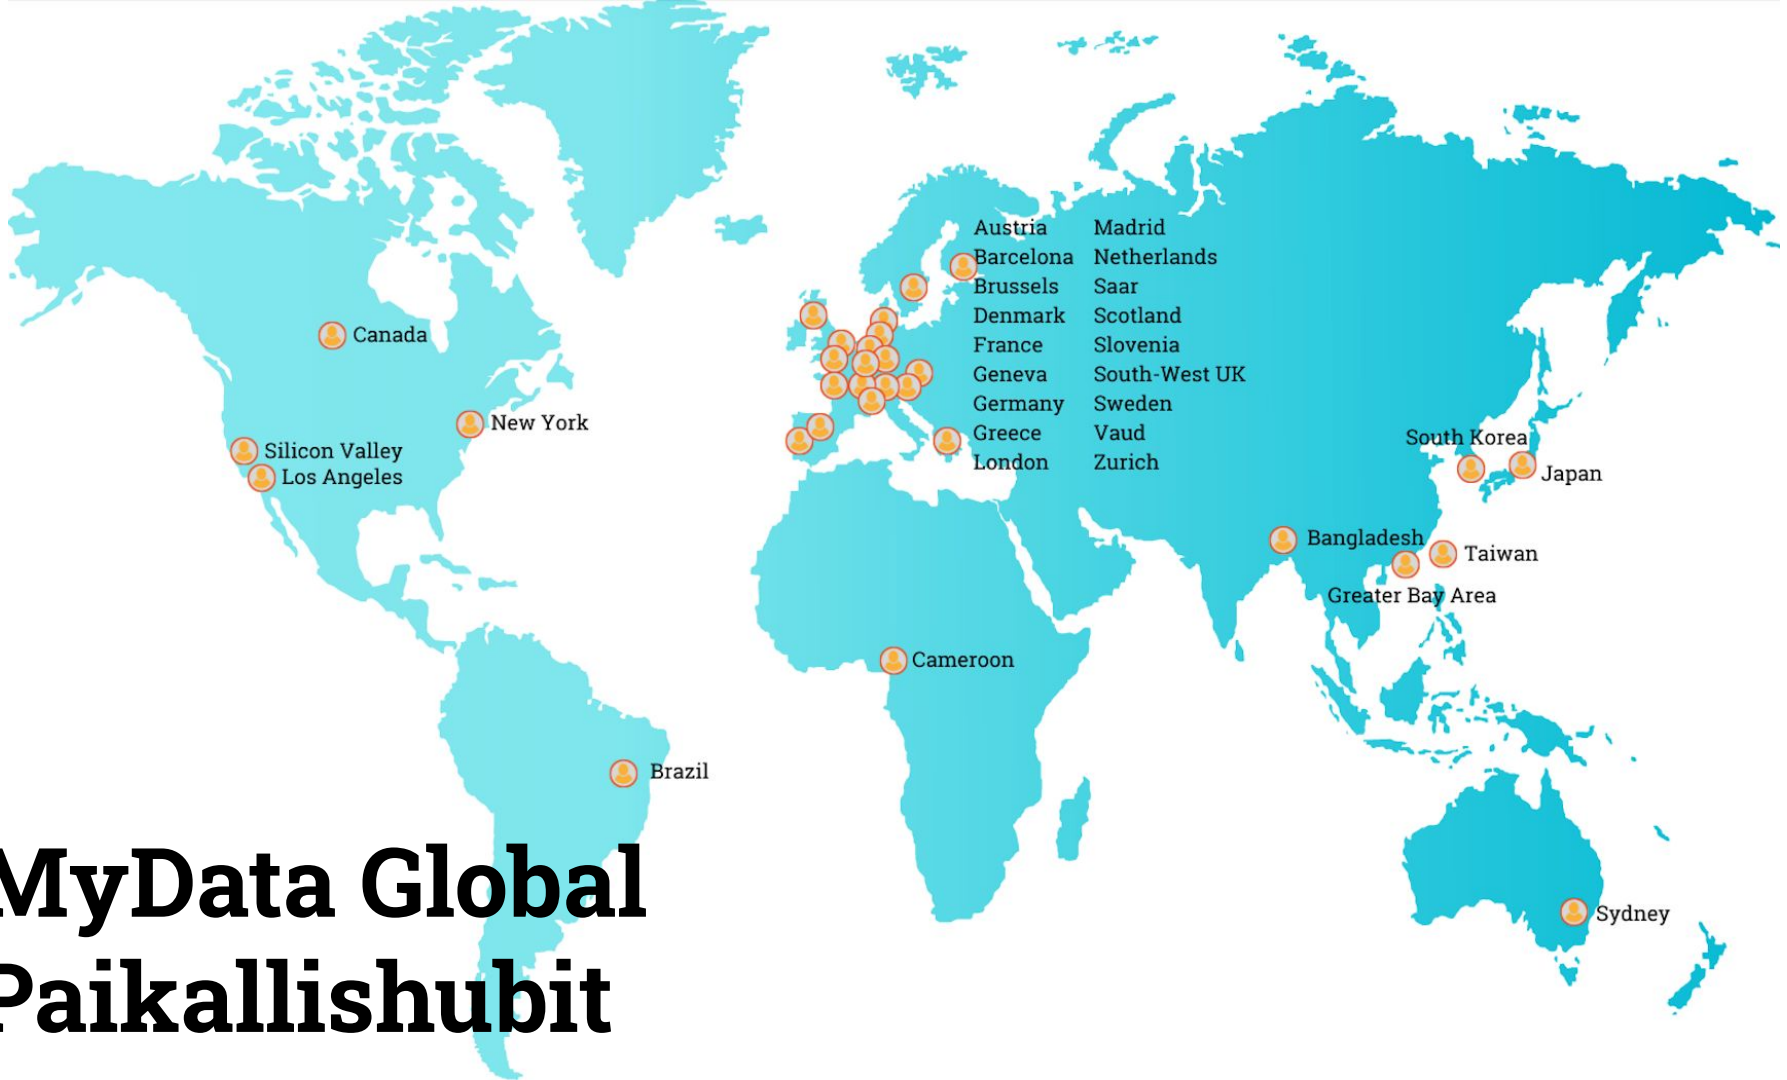 Austria Madrid
Barcelona Netherlands
Brussels Saar
Denmark Scotland
France Slovenia
Geneva South-West UK
Germany Sweden
Greece Vaud
London Zurich
Canada
New York
Silicon Valley
Los Angeles
South Korea
Japan
Bangladesh
Taiwan
Greater Bay Area
Cameroon
Brazil
Sydney
MyData Global
Paikallishubit